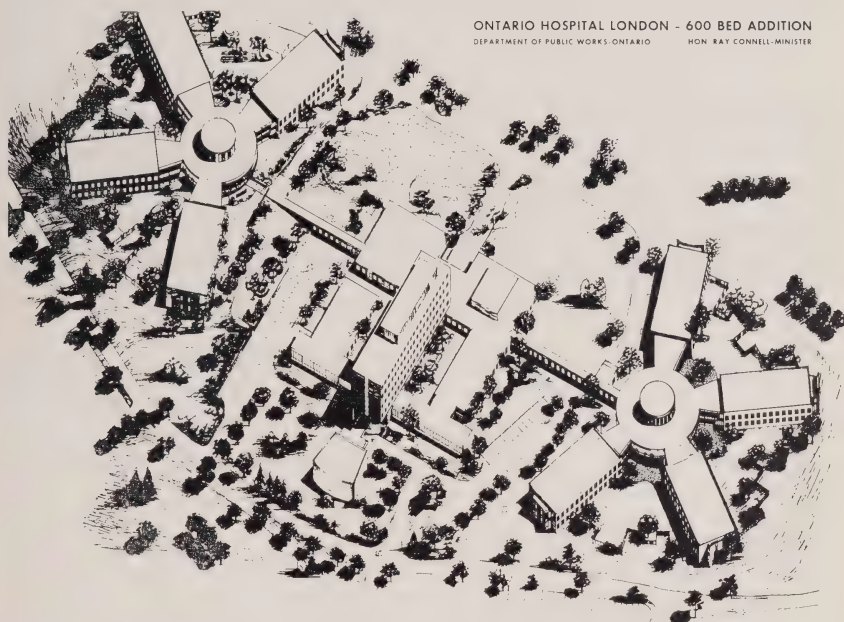 ONTARIO HOSPITAL LONDON - 600 BED ADDITION
DEPARTMENT OF PUBLIC WORKS-ONTARIO HON. RAY CONNELL-MINISTER